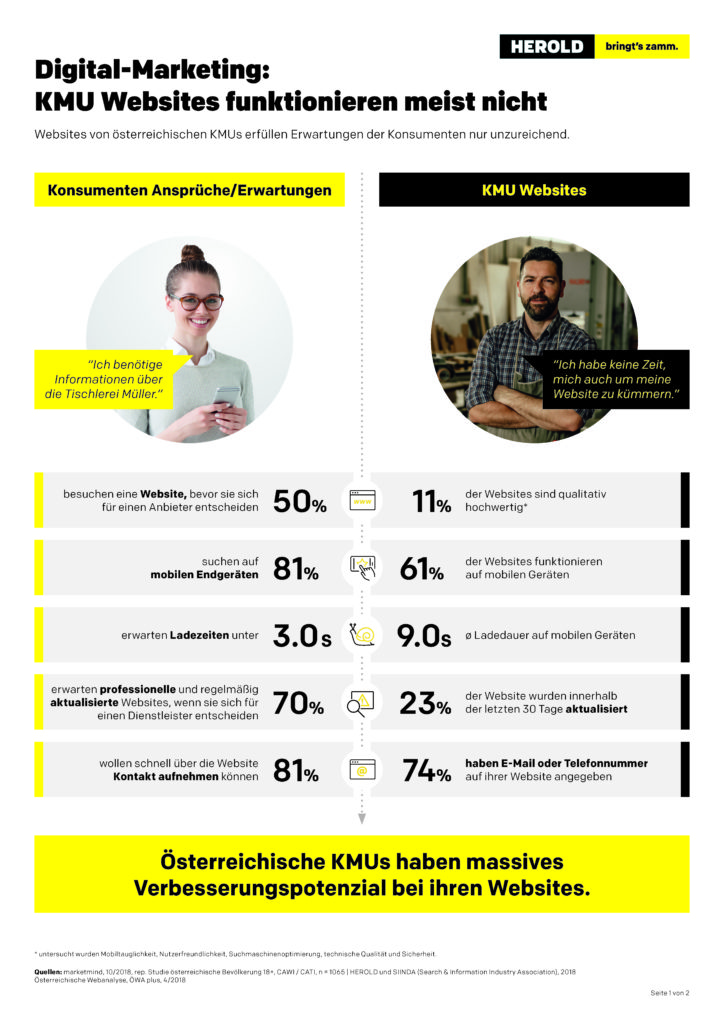 HEROLD bringt's zamm.
Digital-Marketing:
KMU Websites funktionieren meist nicht
Websites von österreichischen KMUs erfüllen Erwartungen der Konsumenten nur unzureichend.
Konsumenten Ansprüche/Erwartungen
KMU Websites
"Ich benötige
Informationen über
die Tischlerei Müller."
"Ich habe keine Zeit,
mich auch um meine
Website zu kümmern."
besuchen eine Website, bevor sie sich
für einen Anbieter entscheiden
50%
11%
der Websites sind qualitativ
hochwertig*
suchen auf
mobilen Endgeräten
81%
61%
der Websites funktionieren
auf mobilen Geräten
erwarten Ladezeiten unter
3.0s
9.0s
ø Ladedauer auf mobilen Geräten
erwarten professionelle und regelmäßig
aktualisierte Websites, wenn sie sich für
einen Dienstleister entscheiden
70%
23%
der Website wurden innerhalb
der letzten 30 Tage aktualisiert
wollen schnell über die Website
Kontakt aufnehmen können
81%
@
74%
haben E-Mail oder Telefonnummer
auf ihrer Website angegeben
Österreichische KMUs haben massives
Verbesserungspotenzial bei ihren Websites.
* untersucht wurden Mobiltauglichkeit, Nutzerfreundlichkeit, Suchmaschinenoptimierung, technische Qualität und Sicherheit.
Quellen: marketmind, 10/2018, rep. Studie österreichische Bevölkerung 18+, CAWI / CATI, n = 1065 | HEROLD und SIINDA (Search & Information Industry Association), 2018
Österreichische Webanalyse, ÖWA plus, 4/2018
Seite 1 von 2